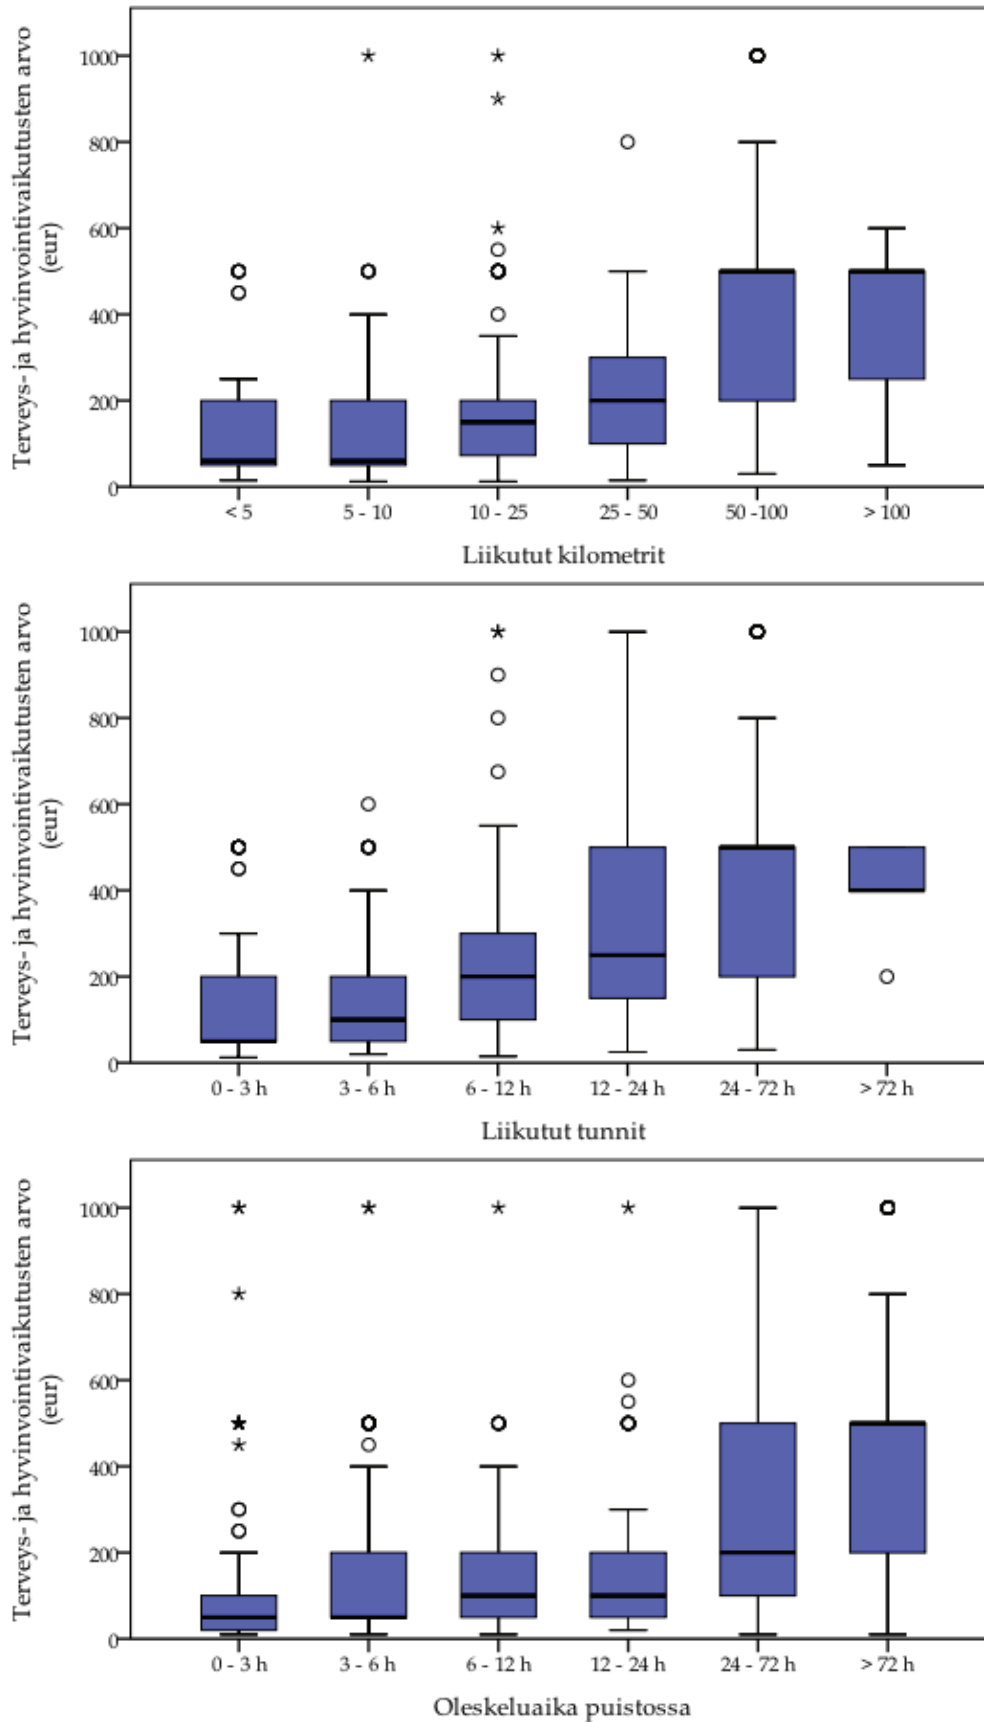 Terveys- ja hyvinvointivaikutusten arvo
(eur)
1000
800
600
400
200
0
< 5
5 - 10
10 - 25
25 - 50
50 -100
> 100
Liikutut kilometrit
Terveys- ja hyvinvointivaikutusten arvo
(eur)
1000
800
600
400
200
0
0 - 3 h
3 - 6 h
6 - 12 h
12 - 24 h
24 - 72 h
> 72 h
Liikutut tunnit
Terveys- ja hyvinvointivaikutusten arvo
(eur)
1000
800
600
400
200
0
0 - 3 h
3 - 6 h
6 - 12 h
12 - 24 h
24 - 72 h
> 72 h
Oleskeluaika puistossa